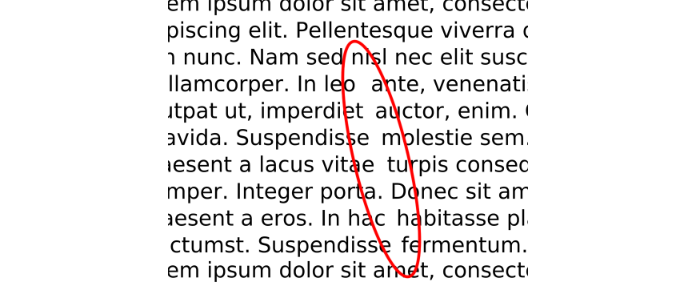 em ipsum dolor sit amet, consecte
piscing elit. Pellentesque viverra
n nunc. Nam sed nisl nec elit susc
llamcorper. In leo ante, venenati
utpat ut, imperdiet auctor, enim.
avida. Suspendisse molestie sem.
aesent a lacus vitae turpis conseq
mper. Integer porta. Donec sit am
aesent a eros. In hac habitasse pl
ctumst. Suspendisse fermentum.
em ipsum dolor sit amet, consecte